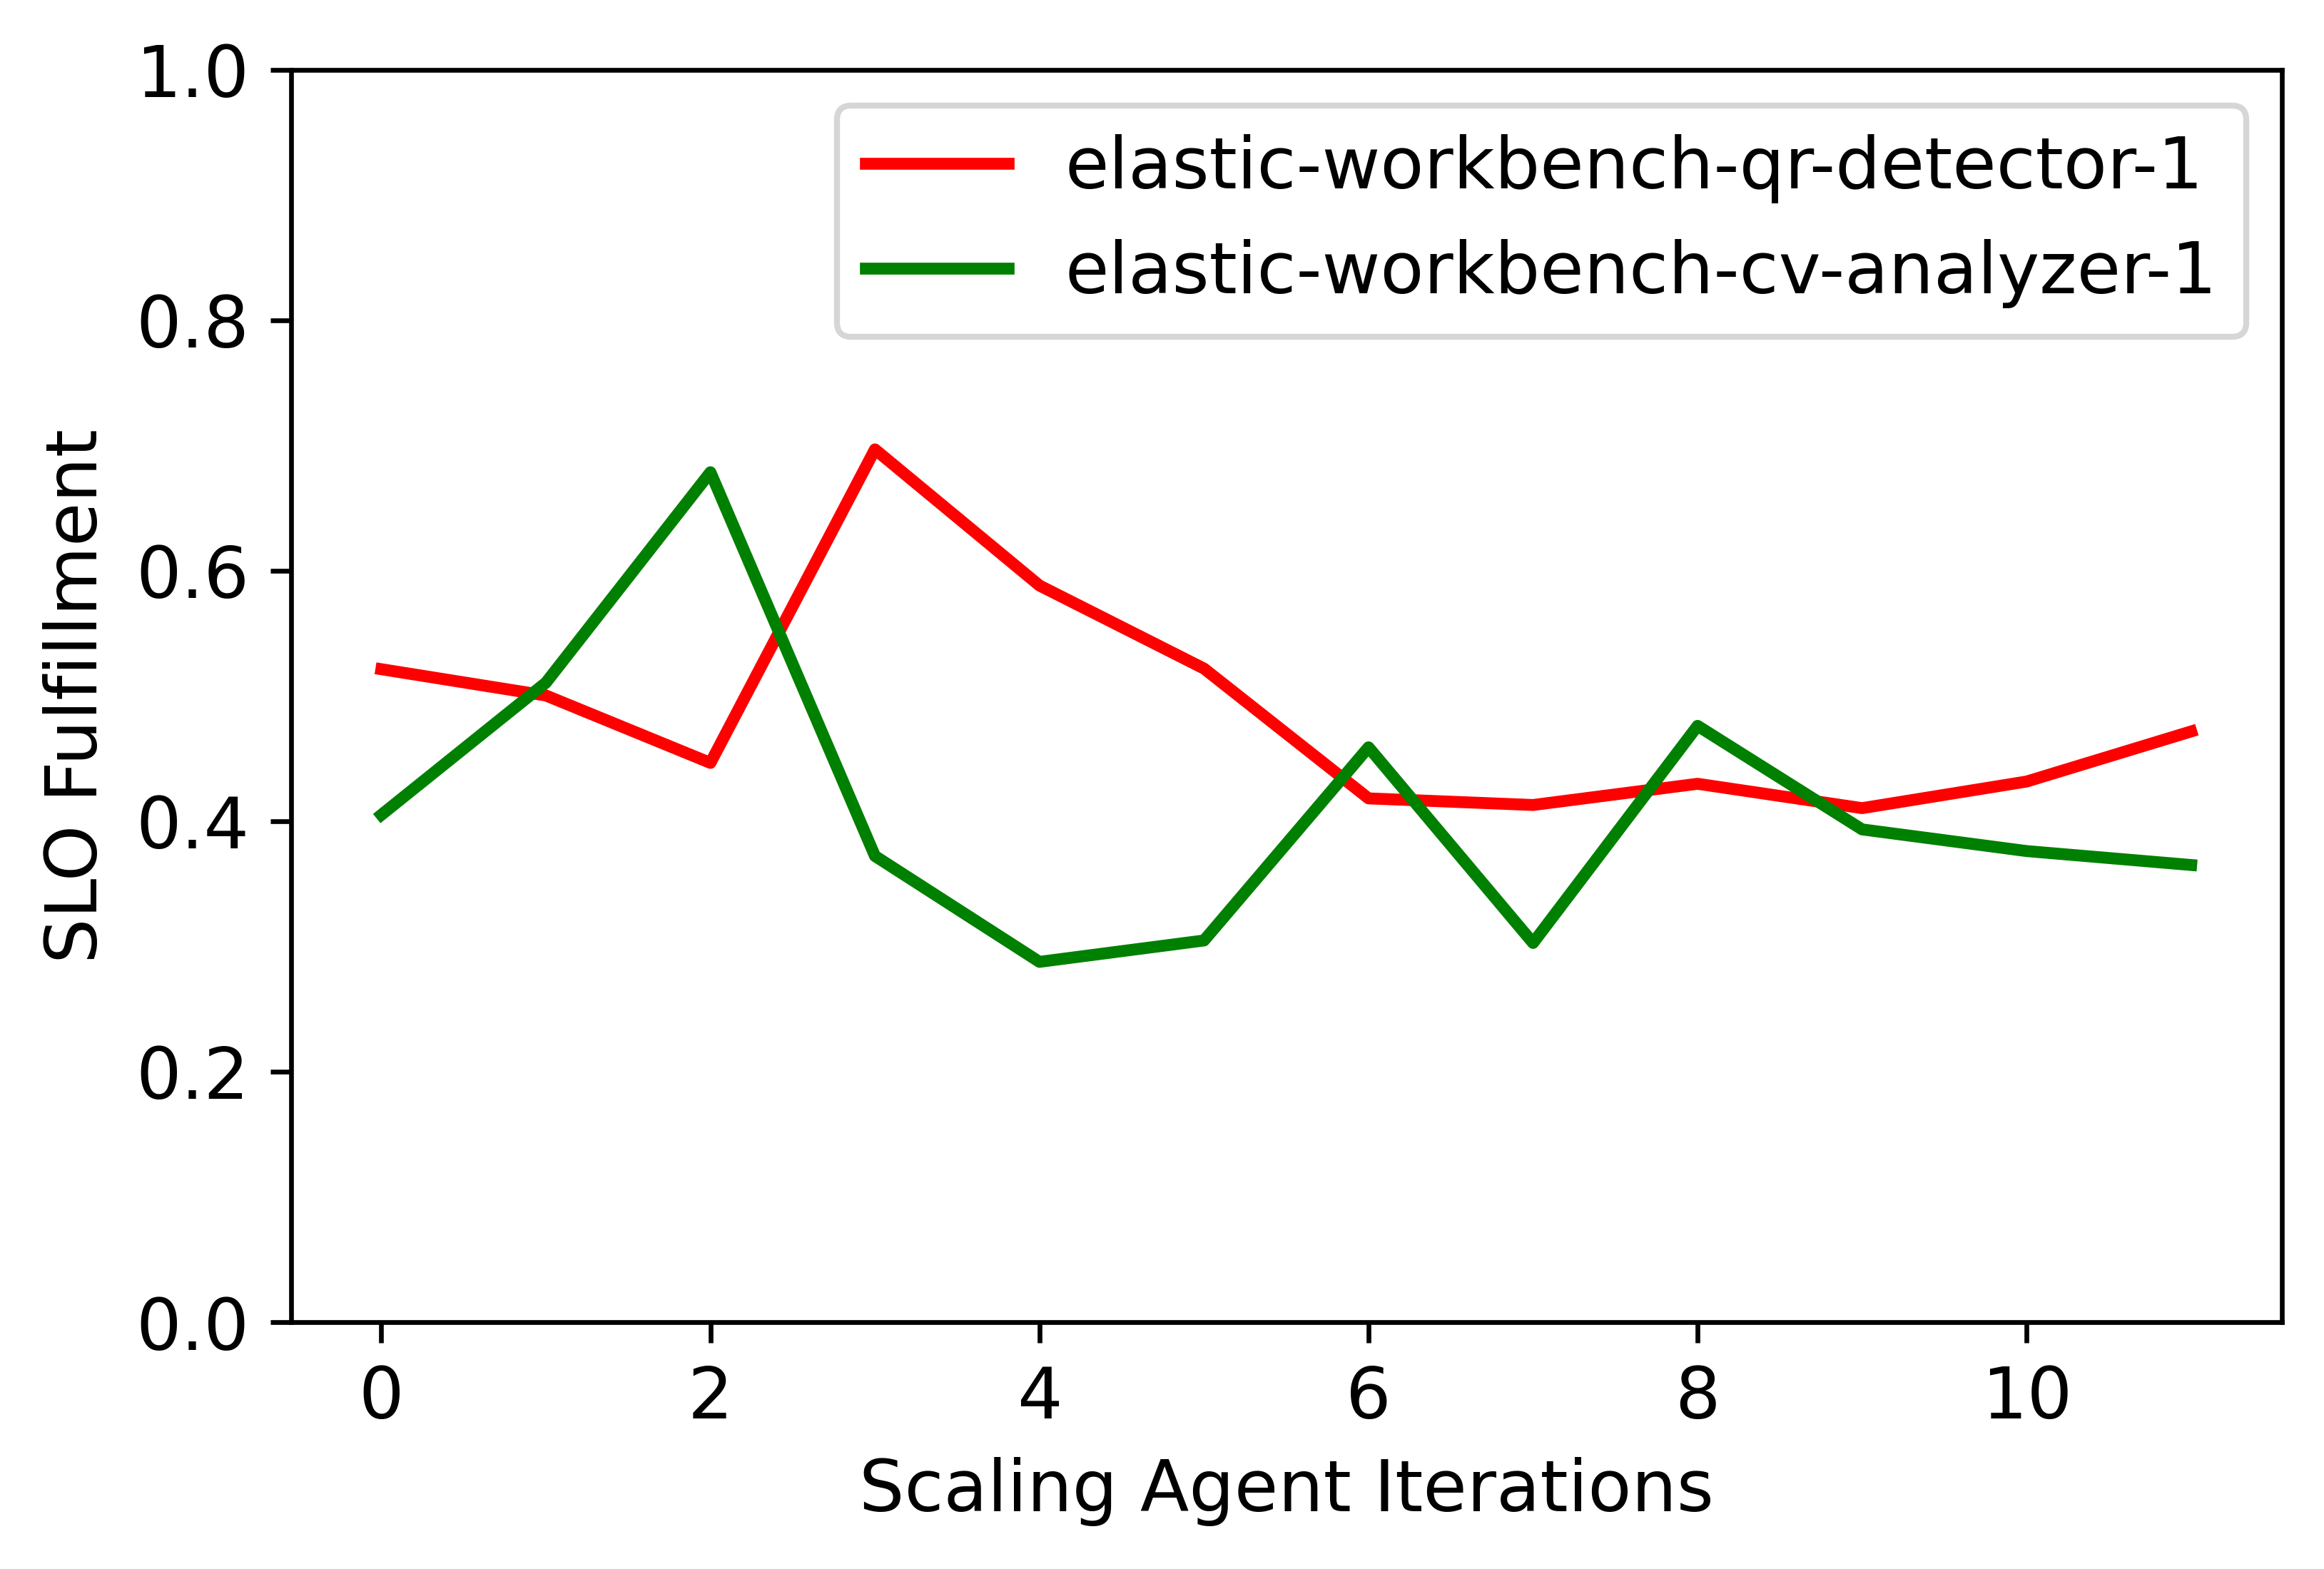 1.0
0.8
0.6
0.4
0.2
0.0
SLO Fulfillment
elastic-workbench-qr-detector-1
elastic-workbench-cv-analyzer-1
0 2 4 6 8 10
Scaling Agent Iterations